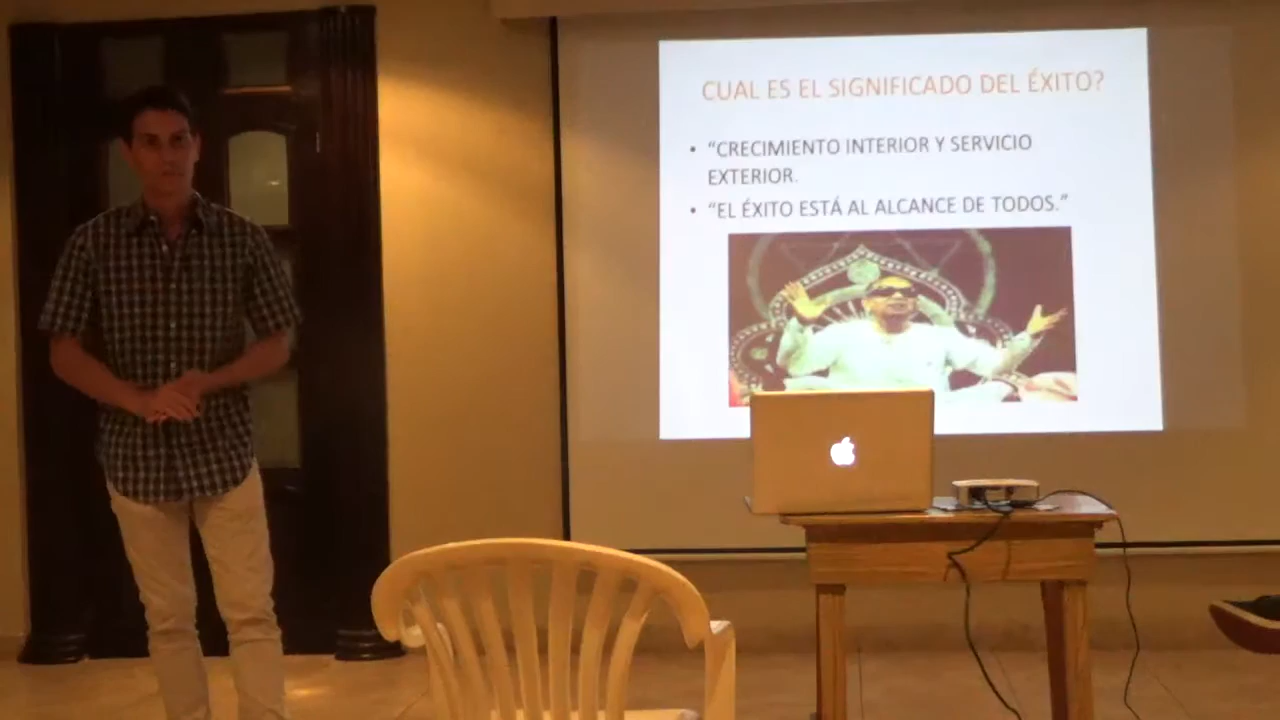 CUAL ES EL SIGNIFICADO DEL ÉXITO?
• "CRECIMIENTO INTERIOR Y SERVICIO
EXTERIOR.
• "EL ÉXITO ESTÁ AL ALCANCE DE TODOS."